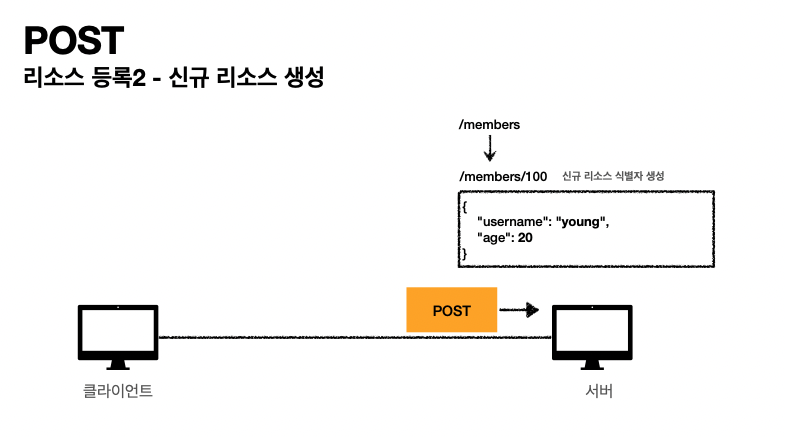 POST
리소스 등록2 - 신규 리소스 생성
/members
/members/100 신규 리소스 식별자 생성
{
"username": "young",
"age": 20
}
POST
클라이언트
서버